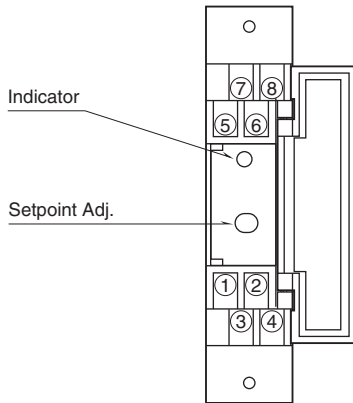 ⑦ ⑧
Indicator
⑤ ⑥
Setpoint Adj.
① ②
③ ④